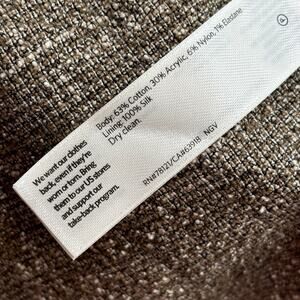 Body: 63% Cotton, 30% Acrylic, 6% Nylon, 1% Elastane
Lining: 100% Silk
Dry clean.
RN#78121/CA#63918 NGV
We want our clothes
back, even if they're
worn or torn. Bring
them to our US stores
and support our
take-back program.